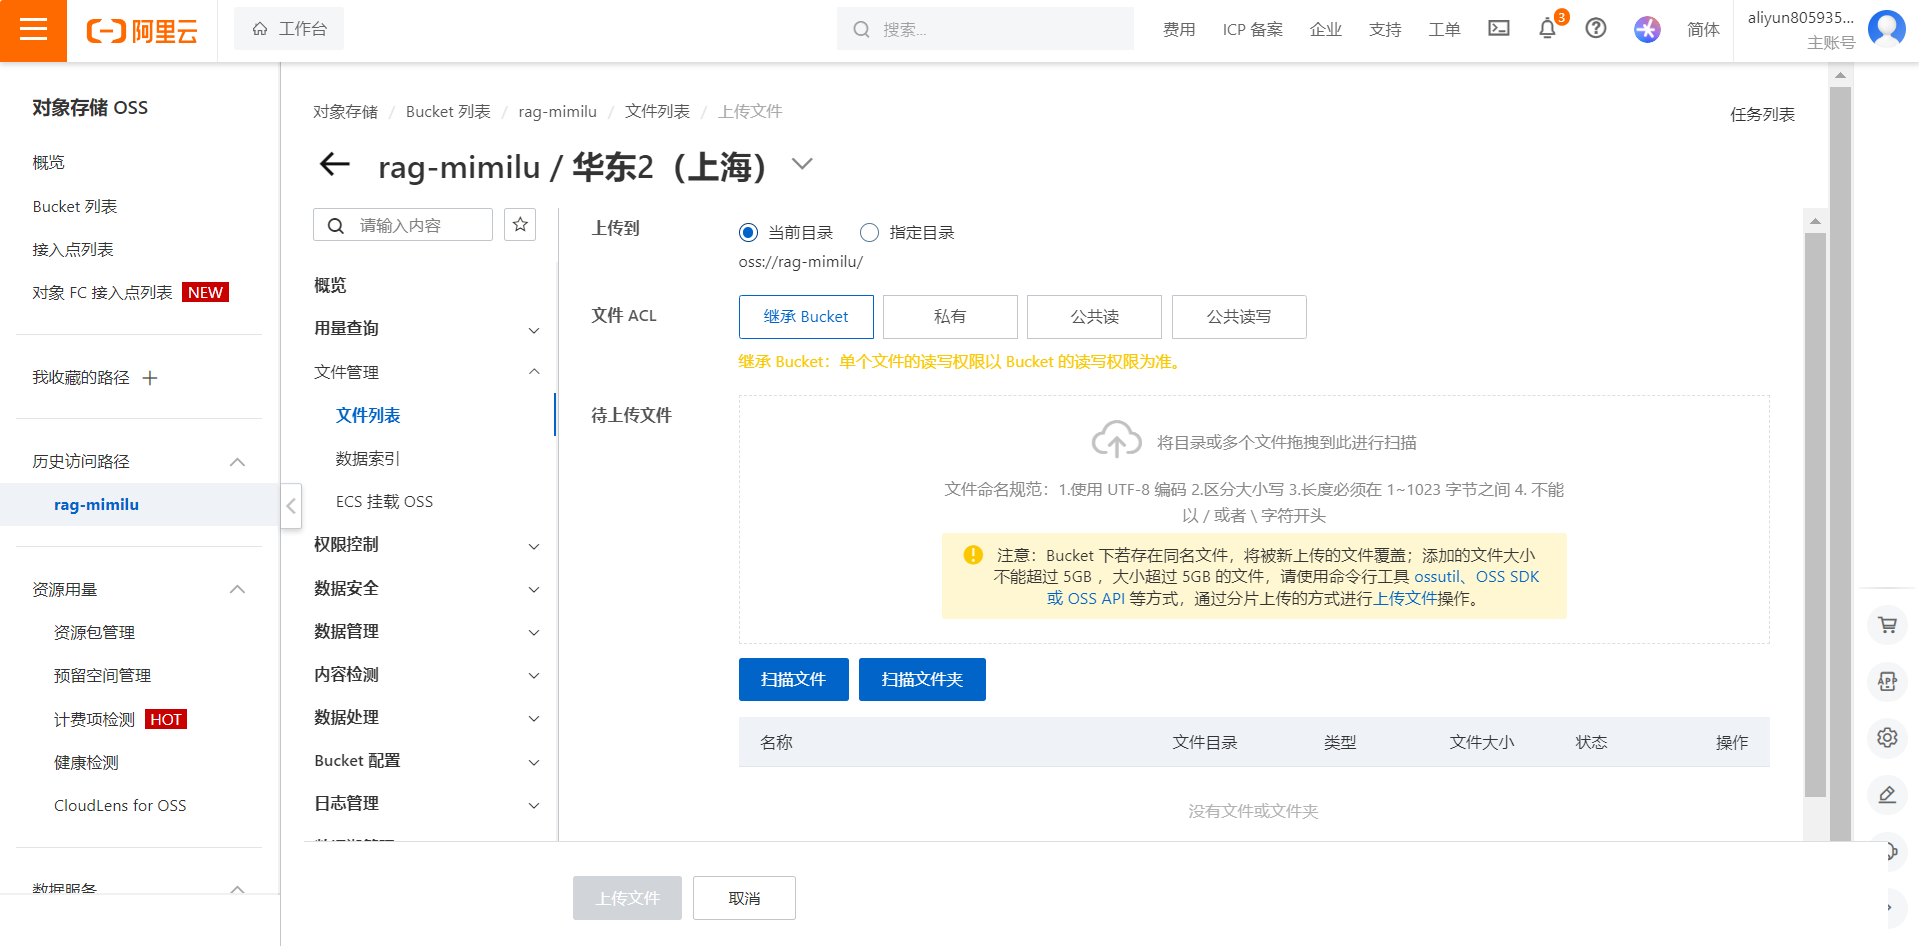 阿里云
工作台
搜索...
费用
ICP 备案
企业
支持
工单
3
简体
aliyun805935...
主账号
对象存储 OSS
概览
Bucket 列表
接入点列表
对象 FC 接入点列表 NEW
我收藏的路径
历史访问路径
rag-mimilu
资源用量
资源包管理
预留空间管理
计费项检测 HOT
健康检测
CloudLens for OSS
数据服务
对象存储 / Bucket 列表 / rag-mimilu / 文件列表 / 上传文件
任务列表
rag-mimilu / 华东2（上海）
请输入内容
概览
用量查询
文件管理
文件列表
数据索引
ECS 挂载 OSS
权限控制
数据安全
数据管理
内容检测
数据处理
Bucket 配置
日志管理
上传到
当前目录
指定目录
oss://rag-mimilu/
文件 ACL
继承 Bucket
私有
公共读
公共读写
继承 Bucket：单个文件的读写权限以 Bucket 的读写权限为准。
待上传文件
将目录或多个文件拖拽到此进行扫描
文件命名规范：1.使用 UTF-8 编码 2.区分大小写 3.长度必须在 1~1023 字节之间 4. 不能
以 / 或者 \ 字符开头
注意：Bucket 下若存在同名文件，将被新上传的文件覆盖；添加的文件大小
不能超过 5GB ，大小超过 5GB 的文件，请使用命令行工具 ossutil、OSS SDK
或 OSS API 等方式，通过分片上传的方式进行上传文件操作。
扫描文件
扫描文件夹
名称
文件目录
类型
文件大小
状态
操作
没有文件或文件夹
上传文件
取消
APP